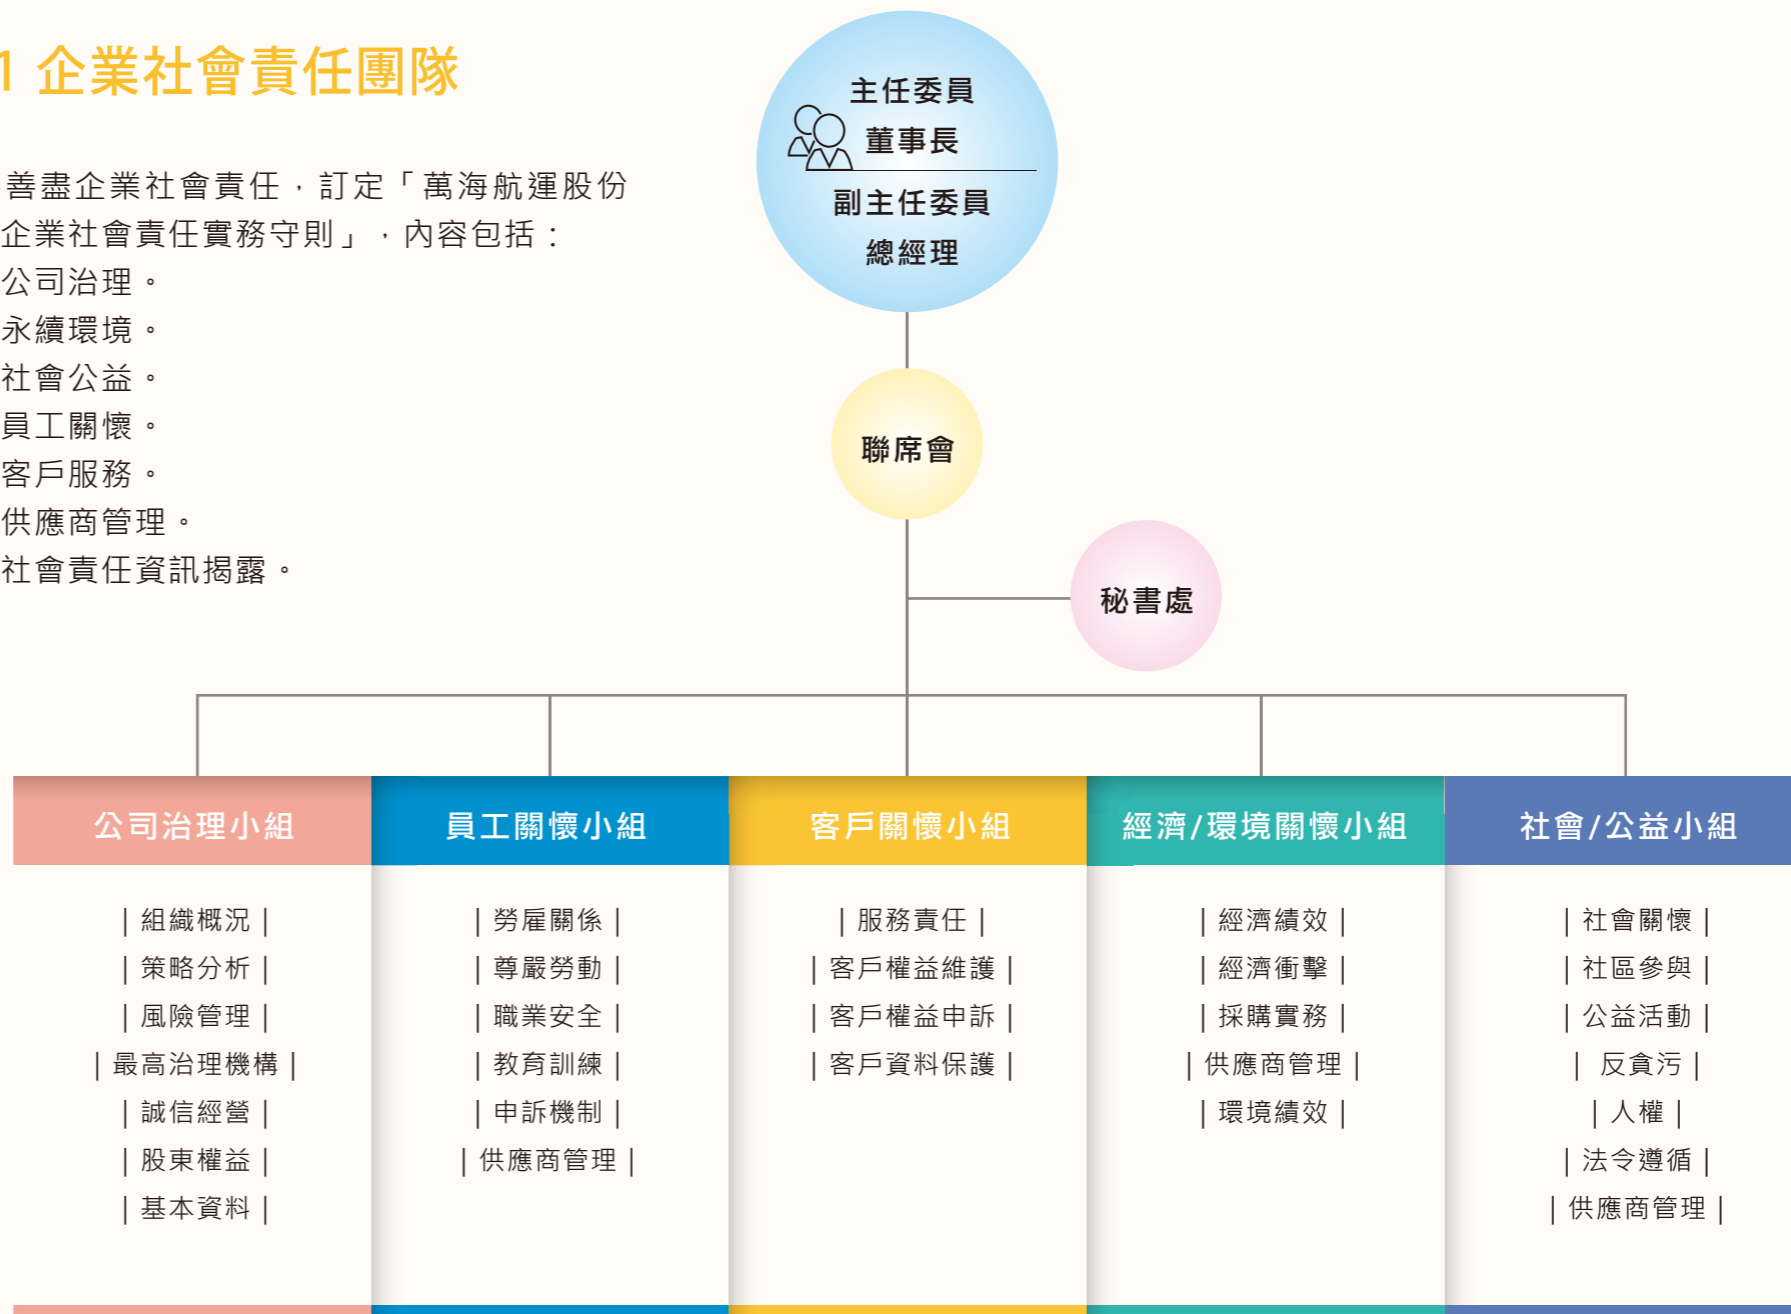 1 企業社會責任團隊
善盡企業社會責任，訂定「萬海航運股份
企業社會責任實務守則」，內容包括：
公司治理。
永續環境。
社會公益。
員工關懷。
客戶服務。
供應商管理。
社會責任資訊揭露。
主任委員
董事長
副主任委員
總經理
聯席會
秘書處
公司治理小組
| 組織概況 |
| 策略分析 |
| 風險管理 |
| 最高治理機構 |
| 誠信經營 |
| 股東權益 |
| 基本資料 |
員工關懷小組
| 勞雇關係 |
| 尊嚴勞動 |
| 職業安全 |
| 教育訓練 |
| 申訴機制 |
| 供應商管理 |
客戶關懷小組
| 服務責任 |
| 客戶權益維護 |
| 客戶權益申訴 |
| 客戶資料保護 |
經濟/環境關懷小組
| 經濟績效 |
| 經濟衝擊 |
| 採購實務 |
| 供應商管理 |
| 環境績效 |
社會/公益小組
| 社會關懷 |
| 社區參與 |
| 公益活動 |
| 反貪污 |
| 人權 |
| 法令遵循 |
| 供應商管理 |